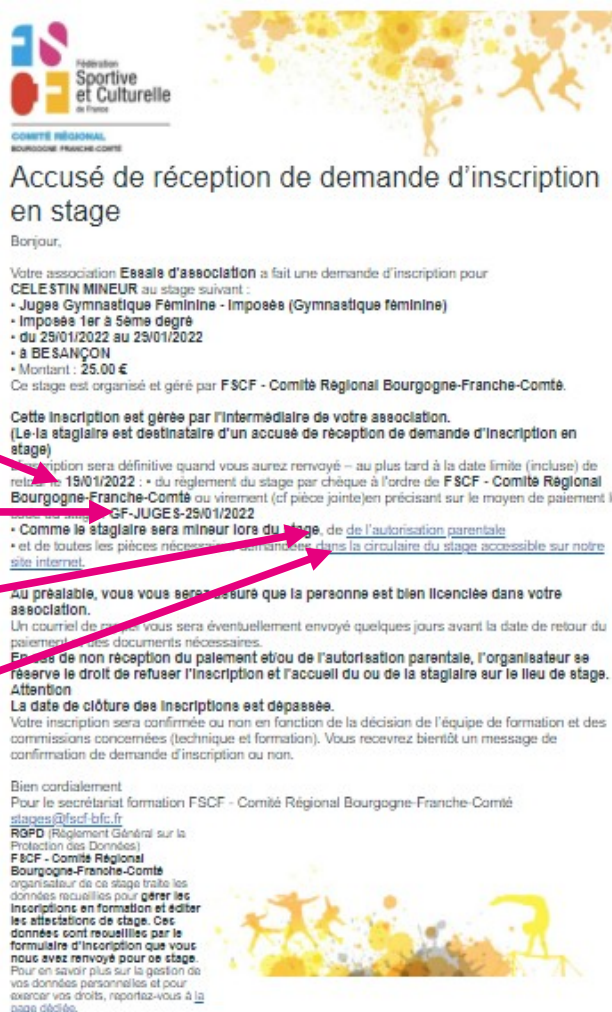 Fédération
Sportive
et Culturelle
de France
COMITÉ RÉGIONAL
BOURGOGNE FRANCHE-COMTÉ
Accusé de réception de demande d'inscription
en stage
Bonjour,
Votre association Essais d'association a fait une demande d'inscription pour
CELESTIN MINEUR au stage suivant :
• Juges Gymnastique Féminine - Imposés (Gymnastique féminine)
• Imposés 1er à 5ème degré
• du 29/01/2022 au 29/01/2022
• à BESANÇON
• Montant : 25.00 €
Ce stage est organisé et géré par FSCF - Comité Régional Bourgogne-Franche-Comté.
Cette inscription est gérée par l'intermédiaire de votre association.
(Le·la stagiaire est destinataire d'un accusé de réception de demande d'inscription en
stage)
sera définitive quand vous aurez renvoyé – au plus tard à la date limite (incluse) de
15/01/2022 : • du règlement du stage par chèque à l'ordre de FSCF - Comité Régional
Bourgogne-Franche-Comté ou virement (cf pièce jointe)en précisant sur le moyen de paiement
GF-JUGES-29/01/2022
• Comme le stagiaire sera mineur lors du stage, de de l'autorisation parentale
• et de toutes les pièces nécessaires demandées dans la circulaire du stage accessible sur notre
site internet.
Au préalable, vous vous serez assuré que la personne est bien licenciée dans votre
association.
Un courriel de rappel vous sera éventuellement envoyé quelques jours avant la date de retour du
paiement des documents nécessaires.
En cas de non réception du paiement et/ou de l'autorisation parentale, l'organisateur se
réserve le droit de refuser l'inscription et l'accueil du ou de la stagiaire sur le lieu de stage.
Attention
La date de clôture des inscriptions est dépassée.
Votre inscription sera confirmée ou non en fonction de la décision de l'équipe de formation et des
commissions concernées (technique et formation). Vous recevrez bientôt un message de
confirmation de demande d'inscription ou non.
Bien cordialement
Pour le secrétariat formation FSCF - Comité Régional Bourgogne-Franche-Comté
stages@fscf-bfc.fr
RGPD (Règlement Général sur la
Protection des Données)
FSCF - Comité Régional
Bourgogne-Franche-Comté
organisateur de ce stage traite les
données recueillies pour gérer les
inscriptions en formation et éditer
les attestations de stage. Ces
données sont recueillies par le
formulaire d'inscription que vous
nous avez renvoyé pour ce stage.
Pour en savoir plus sur la gestion de
vos données personnelles et pour
exercer vos droits, reportez-vous à la
page dédiée.